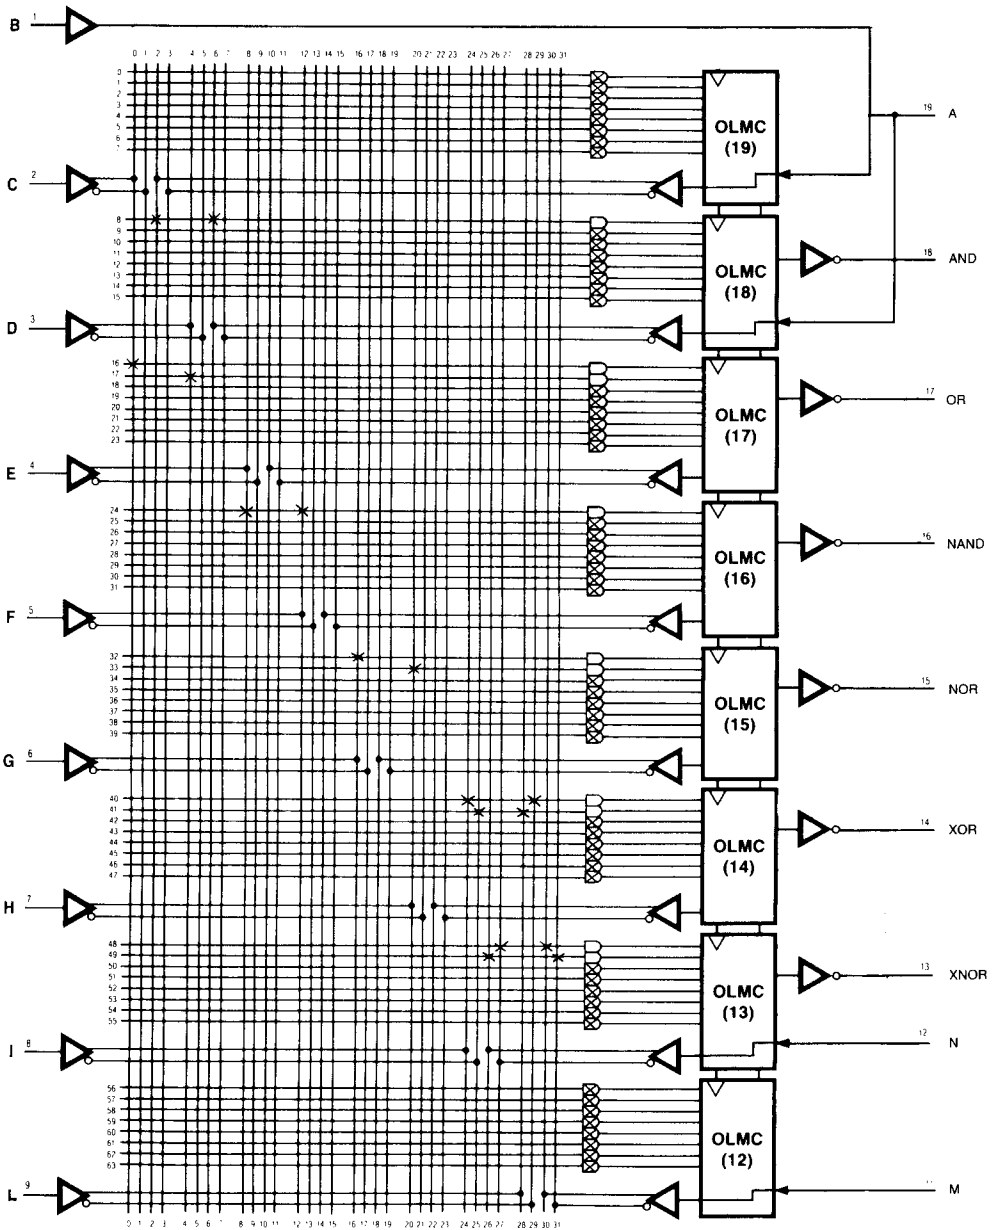 B 1
0 1 2 3 4 5 6 7 8 9 10 11 12 13 14 15 16 17 18 19 20 21 22 23 24 25 26 27 28 29 30 31
0
1
2
3
4
5
6
7
OLMC
(19)
19 A
C 2
8
9
10
11
12
13
14
15
OLMC
(18)
18 AND
D 3
16
17
18
19
20
21
22
23
OLMC
(17)
17 OR
E 4
24
25
26
27
28
29
30
31
OLMC
(16)
16 NAND
F 5
32
33
34
35
36
37
38
39
OLMC
(15)
15 NOR
G 6
40
41
42
43
44
45
46
47
OLMC
(14)
14 XOR
H 7
48
49
50
51
52
53
54
55
OLMC
(13)
13 XNOR
I 8
12 N
56
57
58
59
60
61
62
63
OLMC
(12)
L 9
11 M
0 1 2 3 4 5 6 7 8 9 10 11 12 13 14 15 16 17 18 19 20 21 22 23 24 25 26 27 28 29 30 31